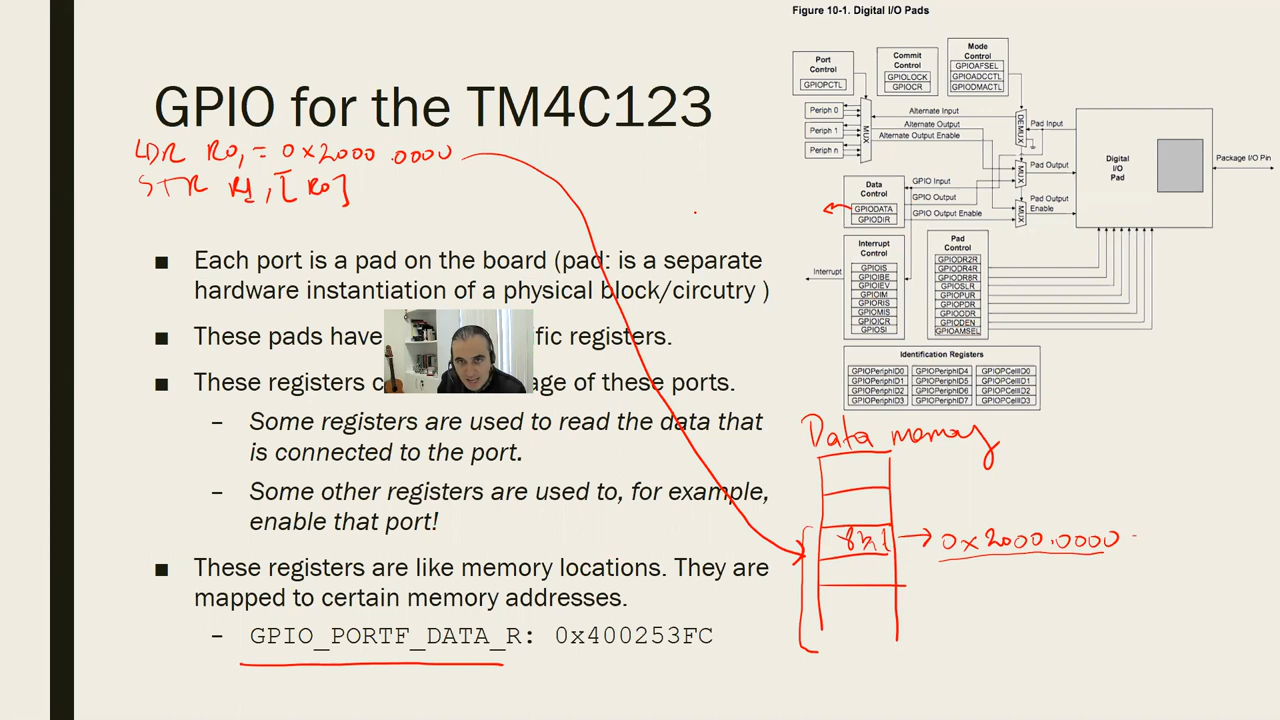 Figure 10-1. Digital I/O Pads
GPIO for the TM4C123
LDR R0, = 0x2000.0000
STR R1, [R0]
Each port is a pad on the board (pad: is a separate
hardware instantiation of a physical block/circutry )
These pads have fic registers.
These registers c age of these ports.
– Some registers are used to read the data that
is connected to the port.
– Some other registers are used to, for example,
enable that port!
These registers are like memory locations. They are
mapped to certain memory addresses.
– GPIO_PORTF_DATA_R: 0x400253FC
Port
Control
GPIOPCTL
Commit
Control
GPIOLOCK
GPIOCR
Mode
Control
GPIOAFSEL
GPIOADCCTL
GPIODMACTL
Periph 0
Periph 1
Periph n
MUX
Alternate Input
Alternate Output
Alternate Output Enable
DEMUX
Pad Input
MUX
Pad Output
MUX
Pad Output
Enable
Digital
I/O
Pad
Package I/O Pin
Data
Control
GPIODATA
GPIODIR
GPIO Input
GPIO Output
GPIO Output Enable
Interrupt
Interrupt
Control
GPIOIS
GPIOIBE
GPIOIEV
GPIOIM
GPIORIS
GPIOMIS
GPIOICR
GPIOSI
Pad
Control
GPIODR2R
GPIODR4R
GPIODR8R
GPIOSLR
GPIOPUR
GPIOPDR
GPIOODR
GPIODEN
GPIOAMSEL
Identification Registers
GPIOPeriphID0 GPIOPeriphID4 GPIOPCellID0
GPIOPeriphID1 GPIOPeriphID5 GPIOPCellID1
GPIOPeriphID2 GPIOPeriphID6 GPIOPCellID2
GPIOPeriphID3 GPIOPeriphID7 GPIOPCellID3
Data memory
8bit
0x2000.0000